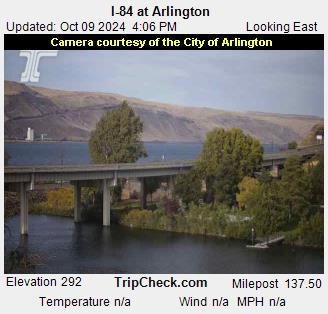 I-84 at Arlington
Updated: Oct 09 2024 4:06 PM Looking East
Camera courtesy of the City of Arlington
Elevation 292 TripCheck.com Milepost 137.50
Temperature n/a Wind n/a MPH n/a